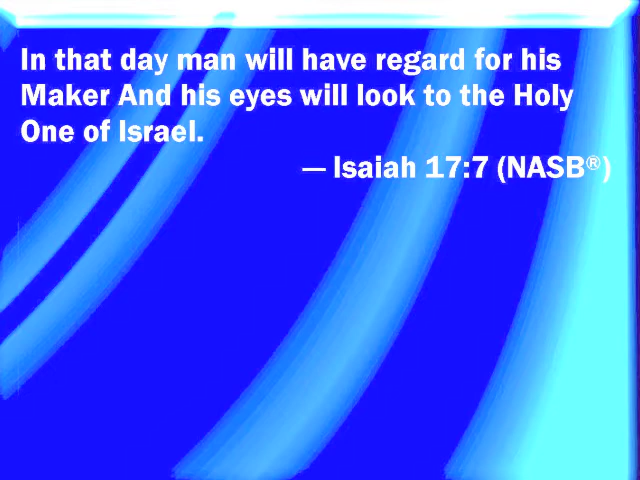 In that day man will have regard for his
Maker And his eyes will look to the Holy
One of Israel.
— Isaiah 17:7 (NASB®)